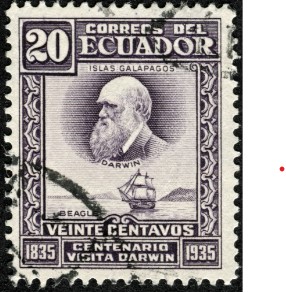 20
CORREOS DEL
ECUADOR
ISLAS GALAPAGOS
DARWIN
BEAGLE
VEINTE CENTAVOS
1835 CENTENARIO 1935
VISITA DARWIN